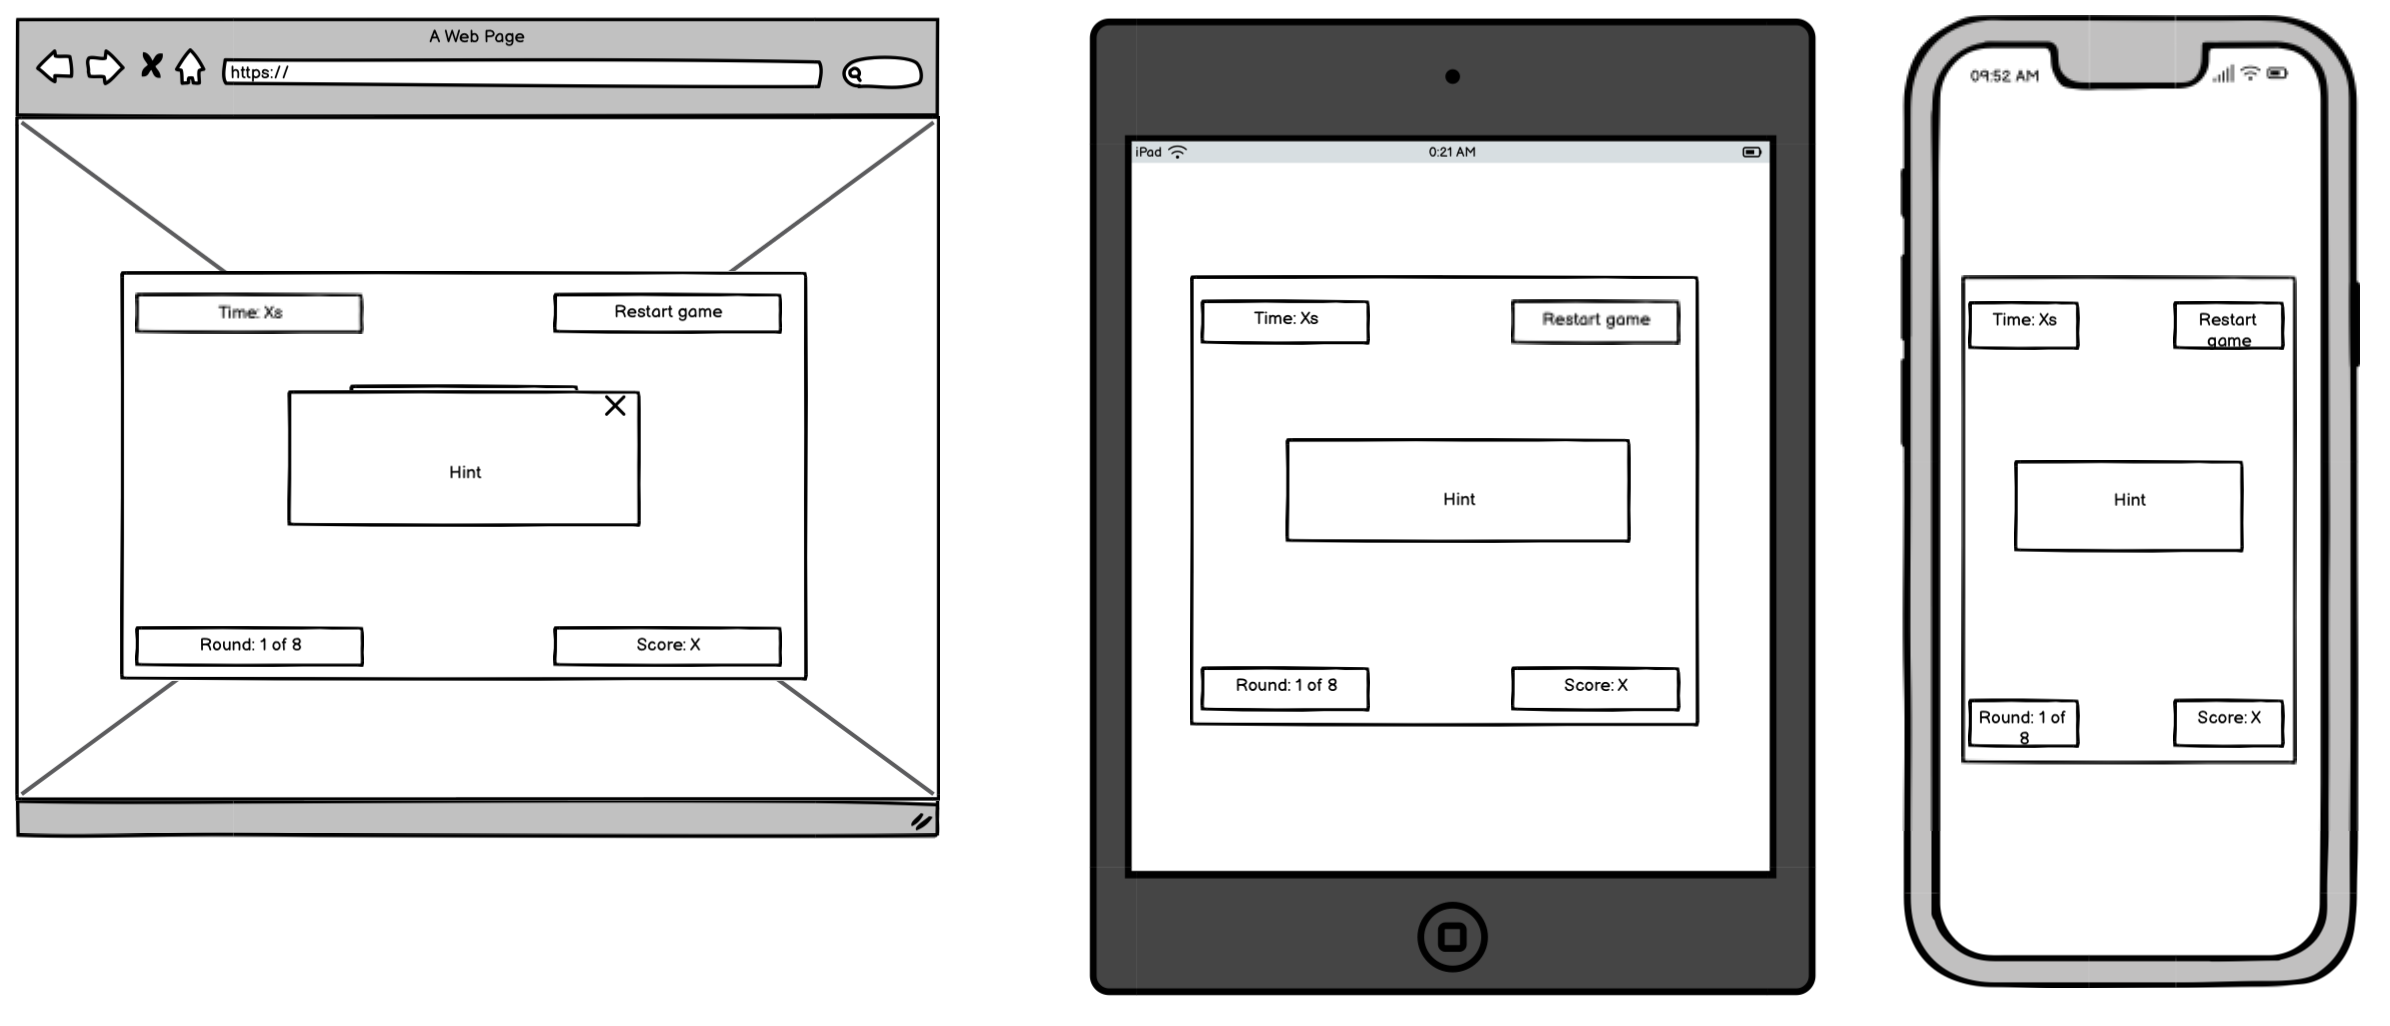 A Web Page
https://
Time: Xs
Restart game
Hint
Round: 1 of 8
Score: X
iPad
0:21 AM
Time: Xs
Restart game
Hint
Round: 1 of 8
Score: X
09:52 AM
Time: Xs
Restart
game
Hint
Round: 1 of
8
Score: X